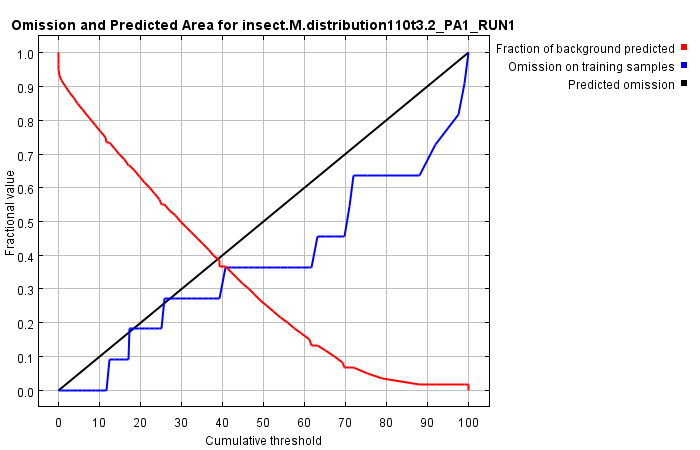 Omission and Predicted Area for insect.M.distribution110t3.2_PA1_RUN1
Fraction of background predicted
Omission on training samples
Predicted omission
Fractional value
1.0
0.9
0.8
0.7
0.6
0.5
0.4
0.3
0.2
0.1
0.0
0 10 20 30 40 50 60 70 80 90 100
Cumulative threshold